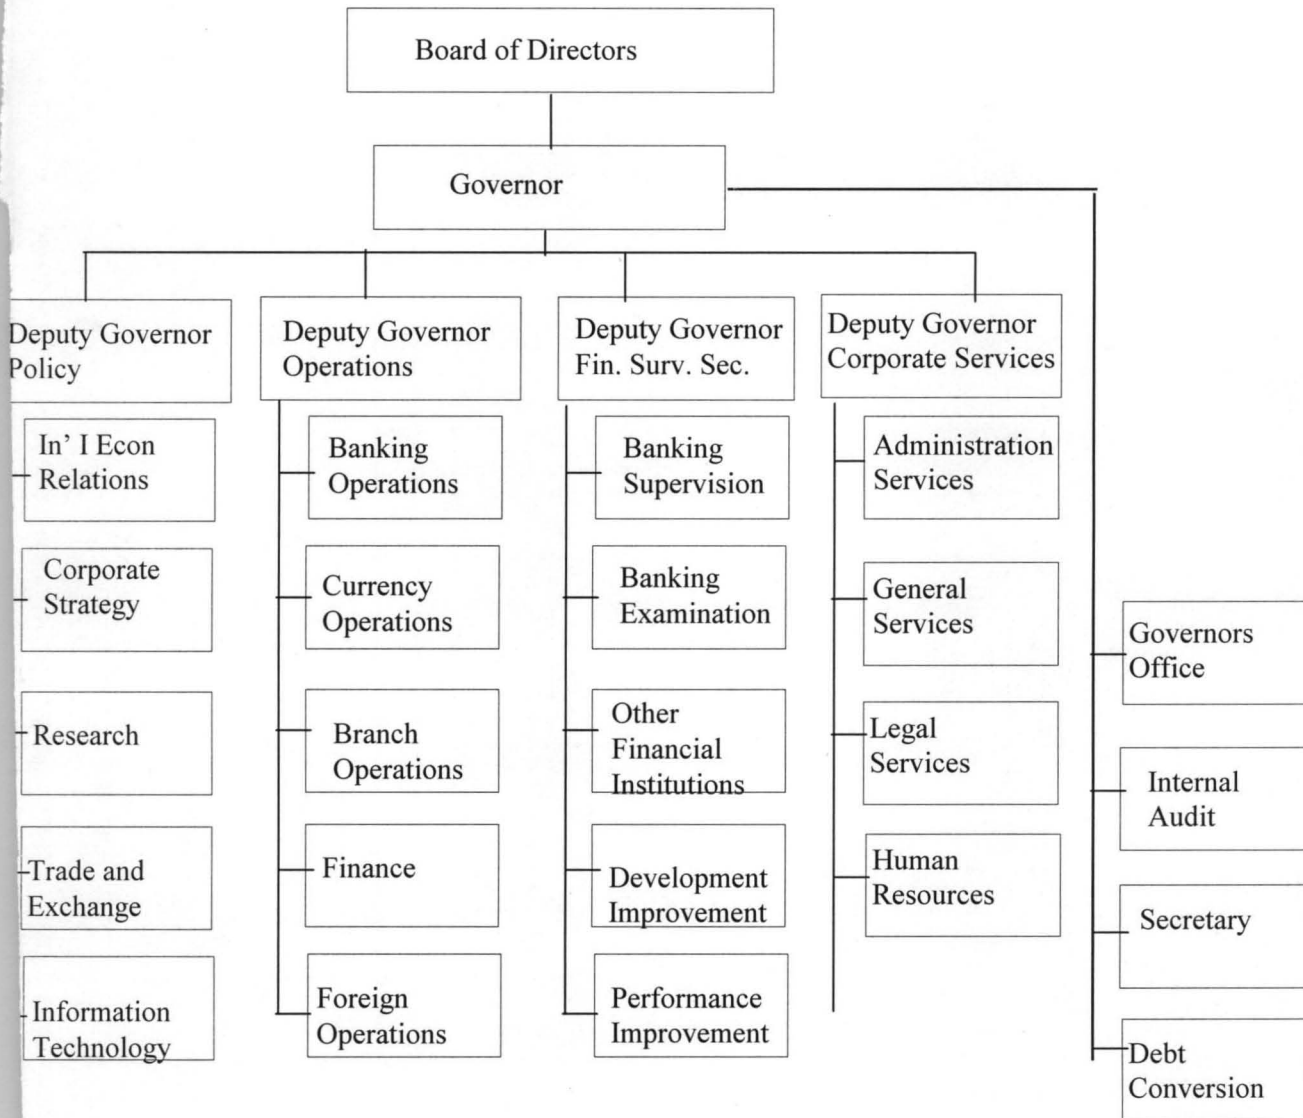 Board of Directors
Governor
Deputy Governor
Policy
In' I Econ
Relations
Corporate
Strategy
Research
Trade and
Exchange
Information
Technology
Deputy Governor
Operations
Banking
Operations
Currency
Operations
Branch
Operations
Finance
Foreign
Operations
Deputy Governor
Fin. Surv. Sec.
Banking
Supervision
Banking
Examination
Other
Financial
Institutions
Development
Improvement
Performance
Improvement
Deputy Governor
Corporate Services
Administration
Services
General
Services
Legal
Services
Human
Resources
Governors
Office
Internal
Audit
Secretary
Debt
Conversion